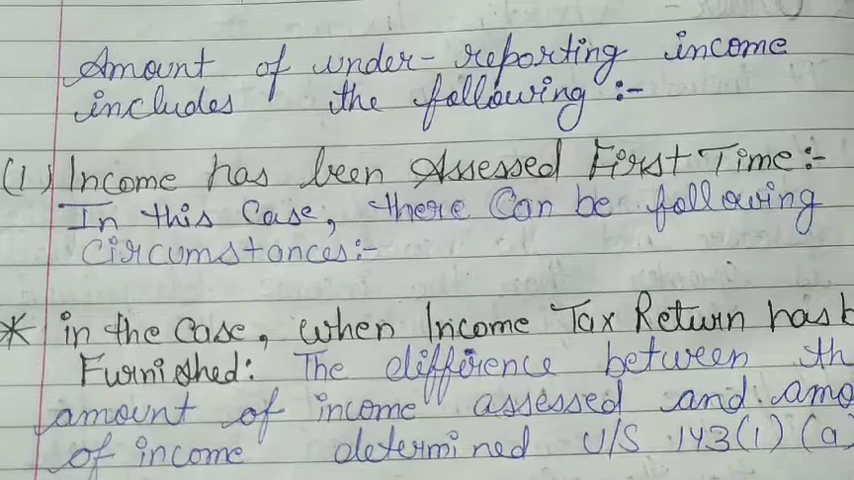 Amount of under-reporting income
includes the following :-
(1) Income has been Assessed First Time :-
In this Case, there Can be following
Circumstances:-
* in the Case, when Income Tax Return has b
Furnished: The difference between th
amount of income assessed and amo
of income determined U/S 143(1)(a)